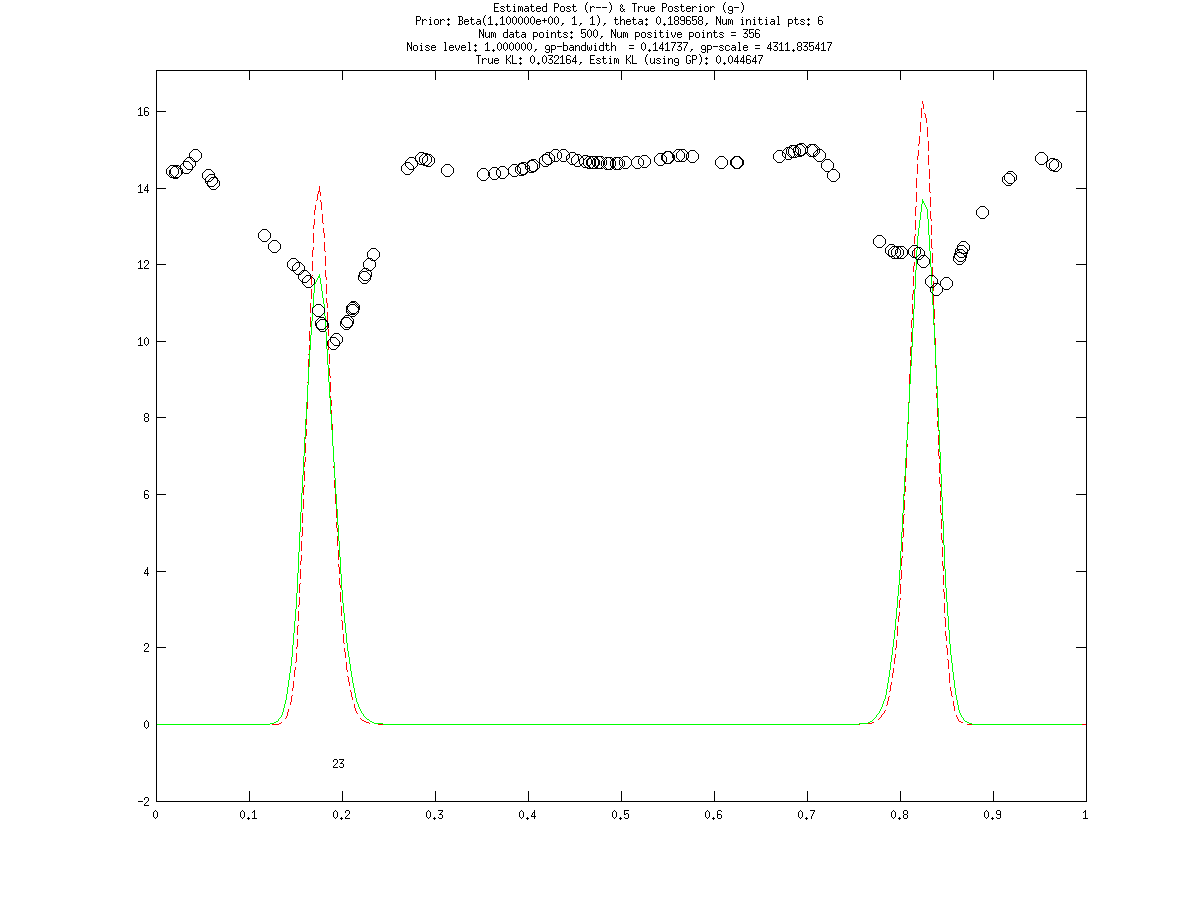 Estimated Post (r--) & True Posterior (g-)
Prior: Beta(1.100000e+00, 1, 1), theta: 0.189658, Num initial pts: 6
Num data points: 500, Num positive points = 356
Noise level: 1.000000, gp-bandwidth  = 0.141737, gp-scale = 4311.835417
True KL: 0.032164, Estim KL (using GP): 0.044647
16
14
12
10
8
6
4
2
0
23
-2
0 0.1 0.2 0.3 0.4 0.5 0.6 0.7 0.8 0.9 1